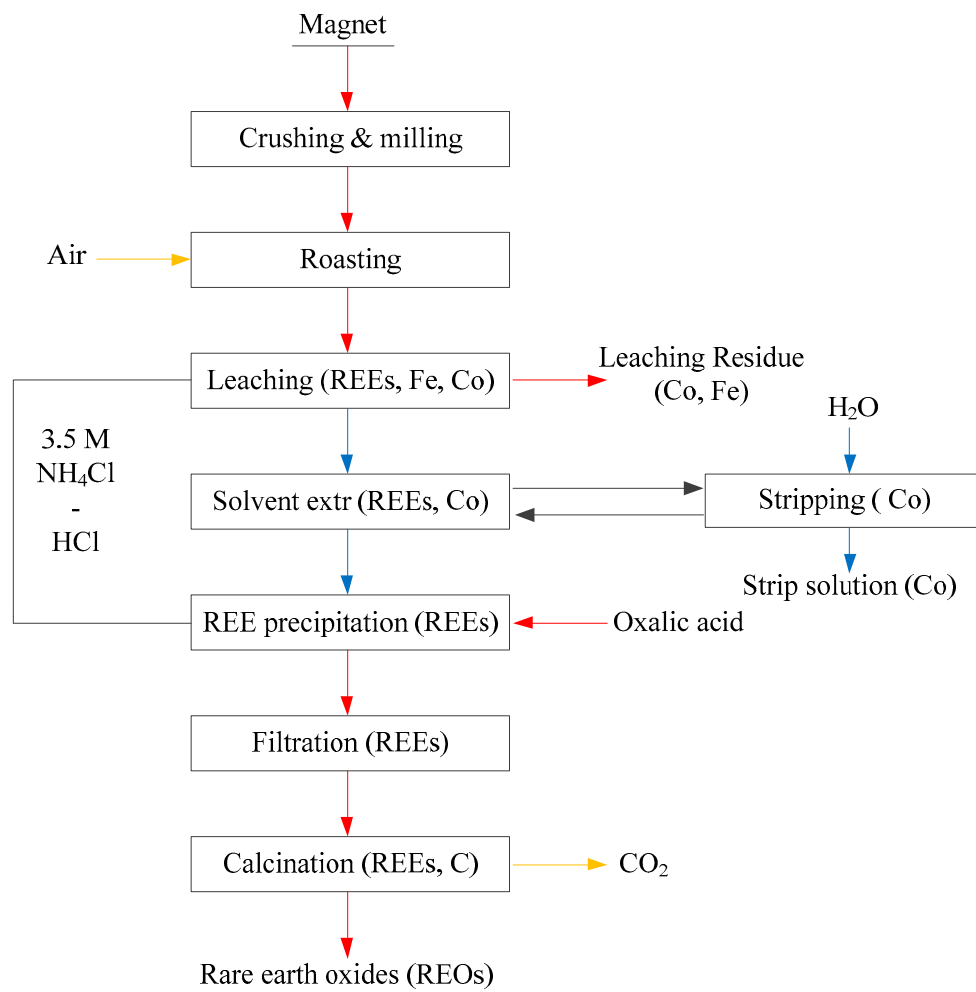 Magnet
Crushing & milling
Air
Roasting
Leaching (REEs, Fe, Co)
Leaching Residue
(Co, Fe)
H₂O
3.5 M
NH₄Cl
-
HCl
Solvent extr (REEs, Co)
Stripping ( Co)
Strip solution (Co)
REE precipitation (REEs)
Oxalic acid
Filtration (REEs)
Calcination (REEs, C)
CO₂
Rare earth oxides (REOs)